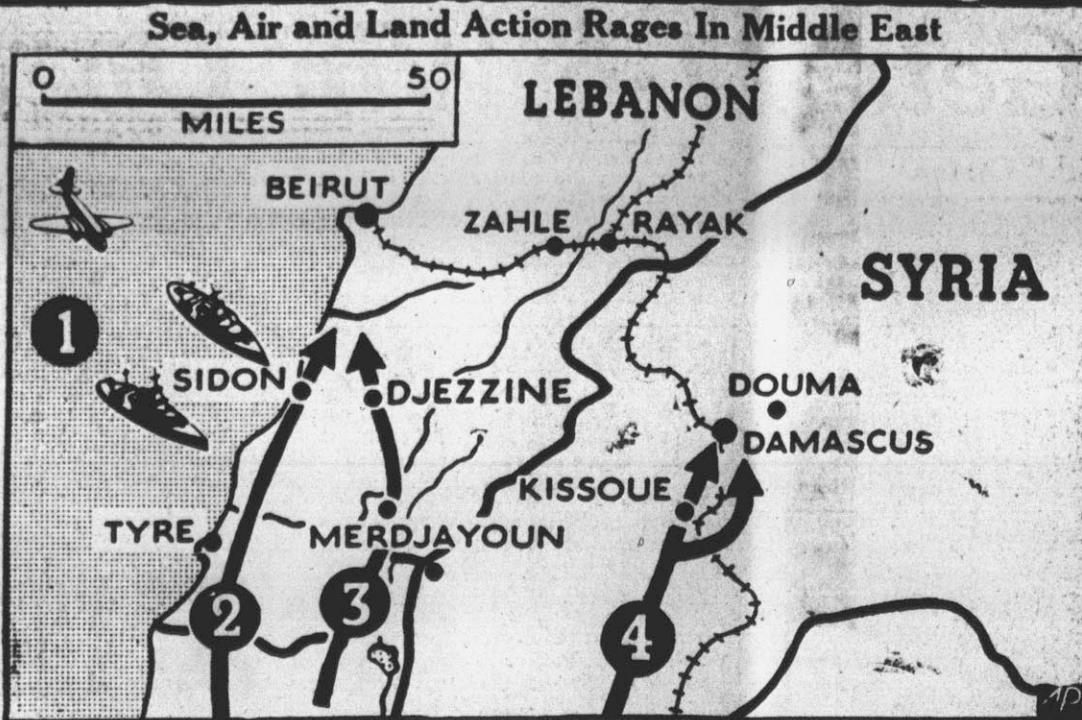 Sea, Air and Land Action Rages In Middle East
0 50
MILES
LEBANON
BEIRUT
ZAHLE
RAYAK
SYRIA
1
SIDON
DJEZZINE
DOUMA
DAMASCUS
KISSOUE
TYRE
MERDJAYOUN
2
3
4
AP